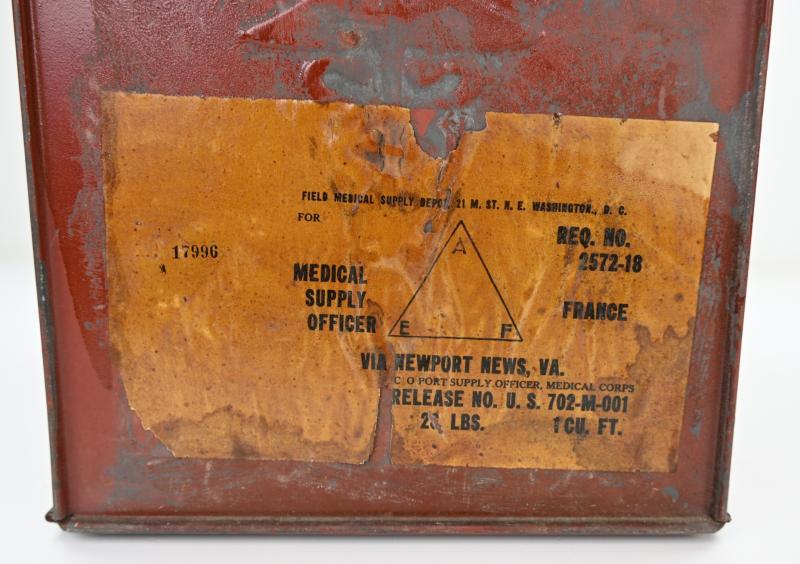 FIELD MEDICAL SUPPLY DEPOT, 21 M. ST. N. E. WASHINGTON., D. C.
FOR
17996
A
REQ. NO.
2572-18
MEDICAL
SUPPLY
OFFICER
FRANCE
E F
VIA NEWPORT NEWS, VA.
C O PORT SUPPLY OFFICER, MEDICAL CORPS
RELEASE NO. U. S. 702-M-001
LBS. 1 CU. FT.